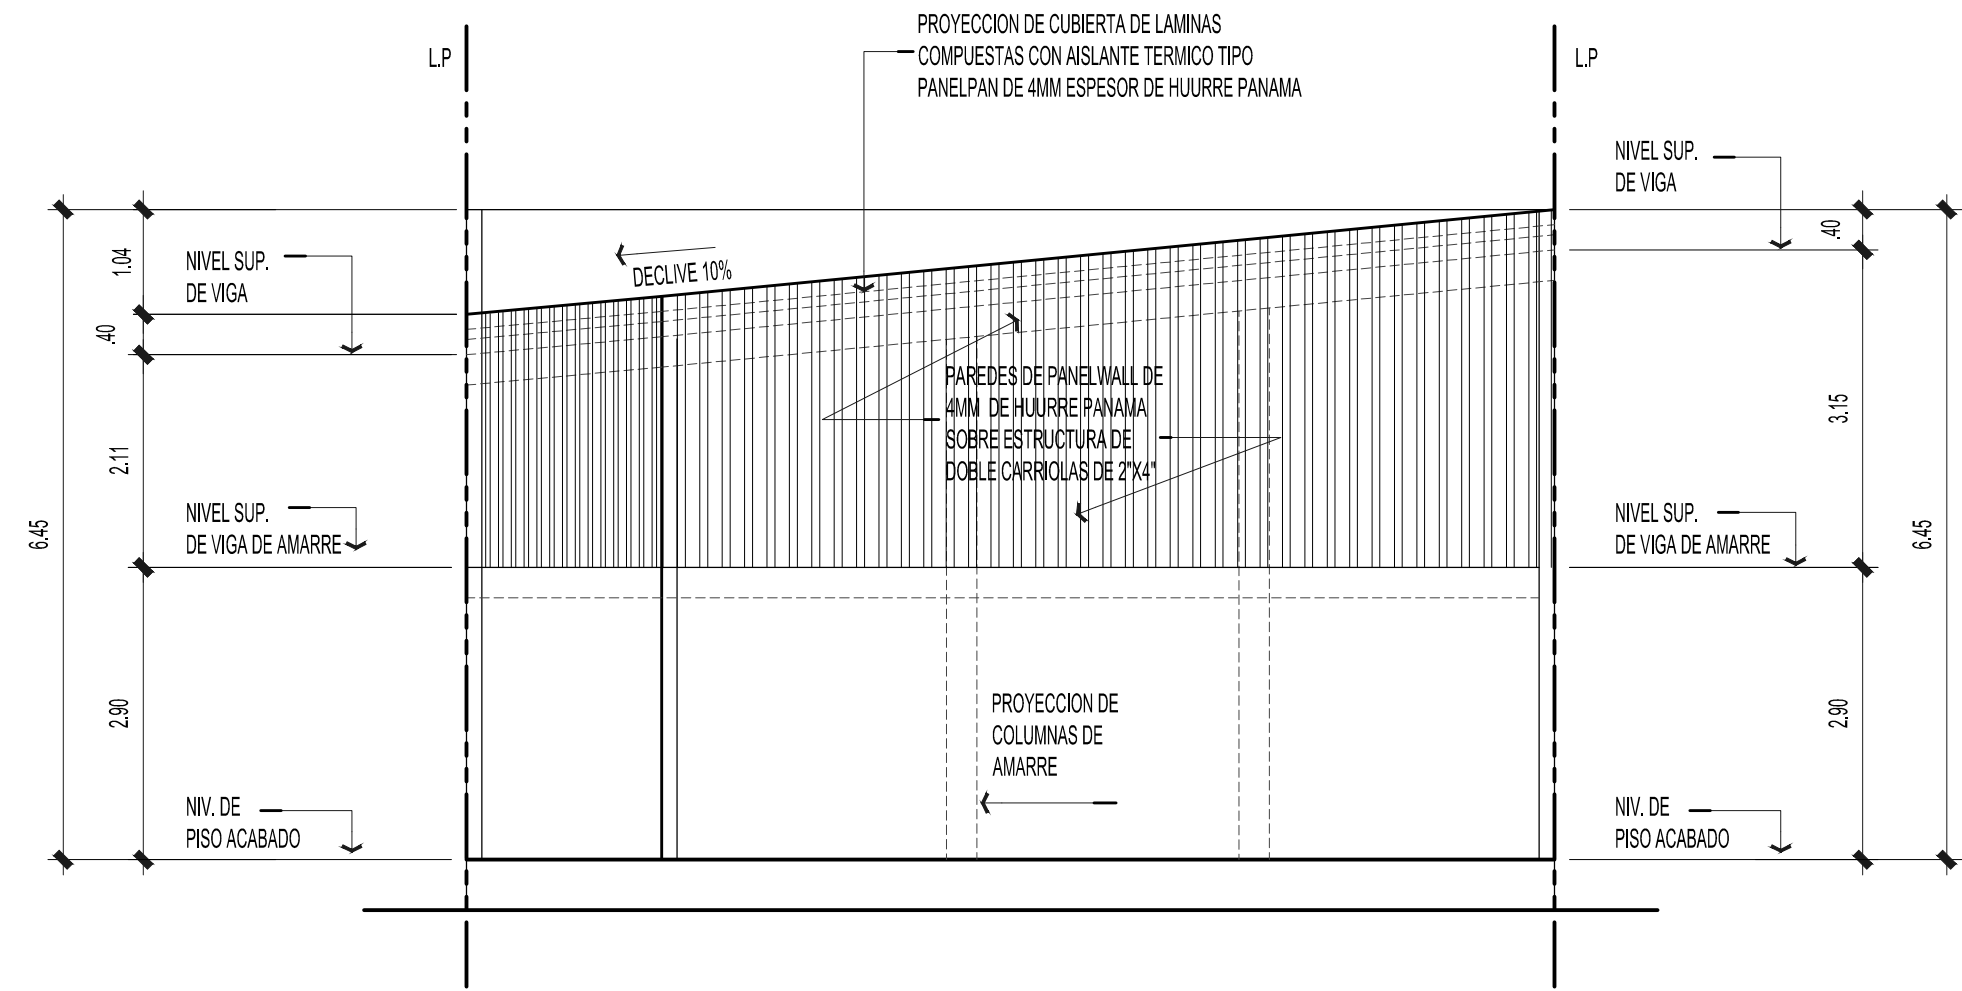 PROYECCION DE CUBIERTA DE LAMINAS
COMPUESTAS CON AISLANTE TERMICO TIPO
PANELPAN DE 4MM ESPESOR DE HUURRE PANAMA
L.P
L.P
NIVEL SUP.
DE VIGA
NIVEL SUP.
DE VIGA
DECLIVE 10%
1.04
.40
2.11
2.90
6.45
.40
3.15
2.90
6.45
PAREDES DE PANELWALL DE
4MM DE HUURRE PANAMA
SOBRE ESTRUCTURA DE
DOBLE CARRIOLAS DE 2"X4"
NIVEL SUP.
DE VIGA DE AMARRE
NIVEL SUP.
DE VIGA DE AMARRE
PROYECCION DE
COLUMNAS DE
AMARRE
NIV. DE
PISO ACABADO
NIV. DE
PISO ACABADO